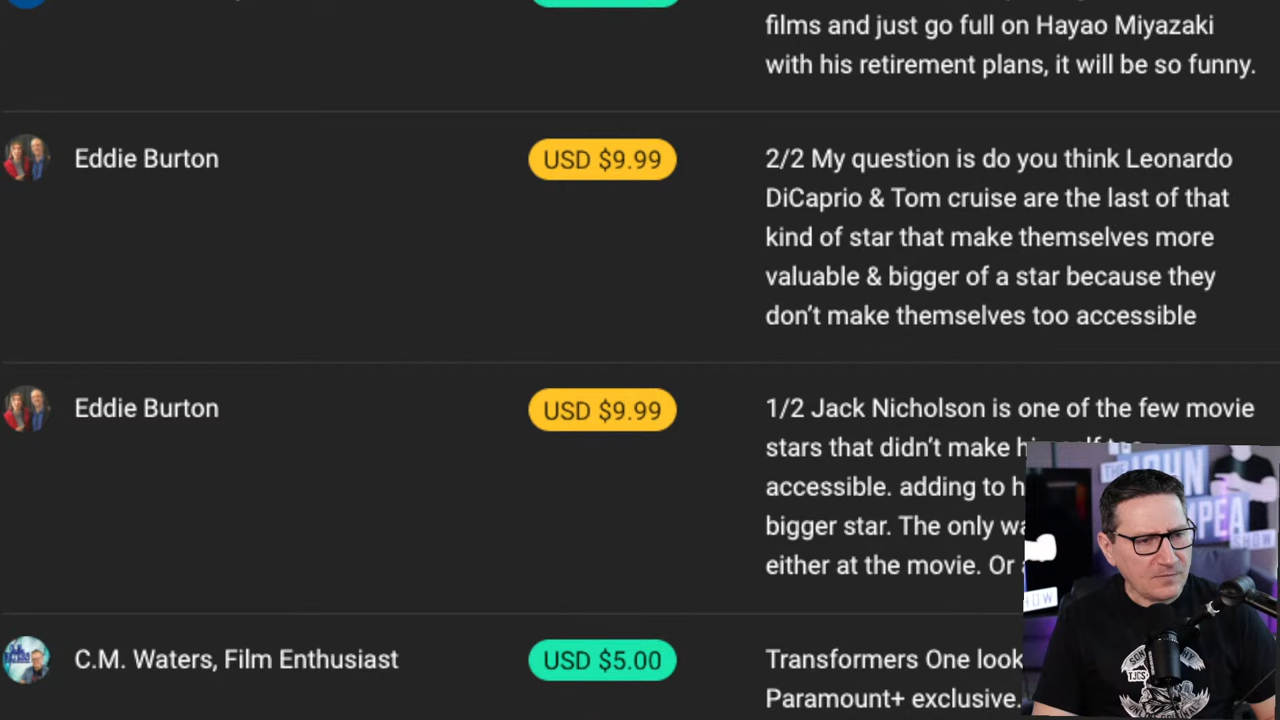 films and just go full on Hayao Miyazaki
with his retirement plans, it will be so funny.
Eddie Burton
USD $9.99
2/2 My question is do you think Leonardo
DiCaprio & Tom cruise are the last of that
kind of star that make themselves more
valuable & bigger of a star because they
don’t make themselves too accessible
Eddie Burton
USD $9.99
1/2 Jack Nicholson is one of the few movie
stars that didn’t make
accessible. adding to
bigger star. The only
either at the movie. Or
C.M. Waters, Film Enthusiast
USD $5.00
Transformers One look
Paramount+ exclusive.
THE
SHOW
TJCS